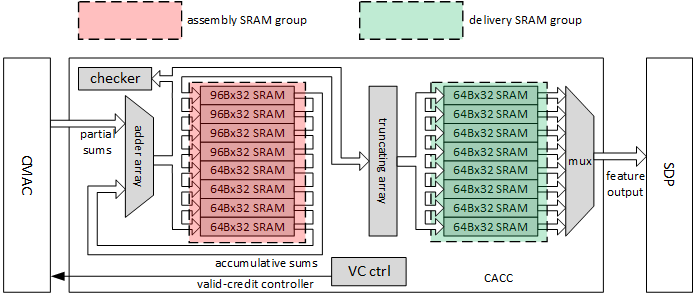 assembly SRAM group
delivery SRAM group
checker
CMAC
partial
sums
adder array
96Bx32 SRAM
96Bx32 SRAM
96Bx32 SRAM
96Bx32 SRAM
64Bx32 SRAM
64Bx32 SRAM
64Bx32 SRAM
64Bx32 SRAM
truncating array
64Bx32 SRAM
64Bx32 SRAM
64Bx32 SRAM
64Bx32 SRAM
64Bx32 SRAM
64Bx32 SRAM
64Bx32 SRAM
64Bx32 SRAM
mux
feature
output
SDP
accumulative sums
valid-credit controller
VC ctrl
CACC